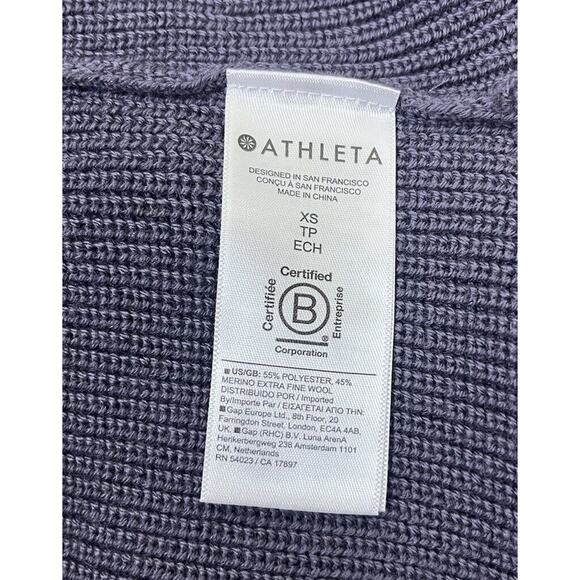 ATHLETA
DESIGNED IN SAN FRANCISCO
CONÇU À SAN FRANCISCO
MADE IN CHINA
XS
TP
ECH
Certified
Certifiée
B
Entreprise
®
Corporation
US/GB: 55% POLYESTER, 45%
MERINO EXTRA FINE WOOL
DISTRIBUIDO POR / Imported
By/Importe Par / ΕΙΣΑΓΕΤΑΙ ΑΠΟ ΤΗΝ:
Gap Europe Ltd., 8th Floor, 20
Farringdon Street, London, EC4A 4AB,
UK. Gap (RHC) B.V. Luna ArenA
Herikerbergweg 238 Amsterdam 1101
CM, Netherlands
RN 54023 / CA 17897